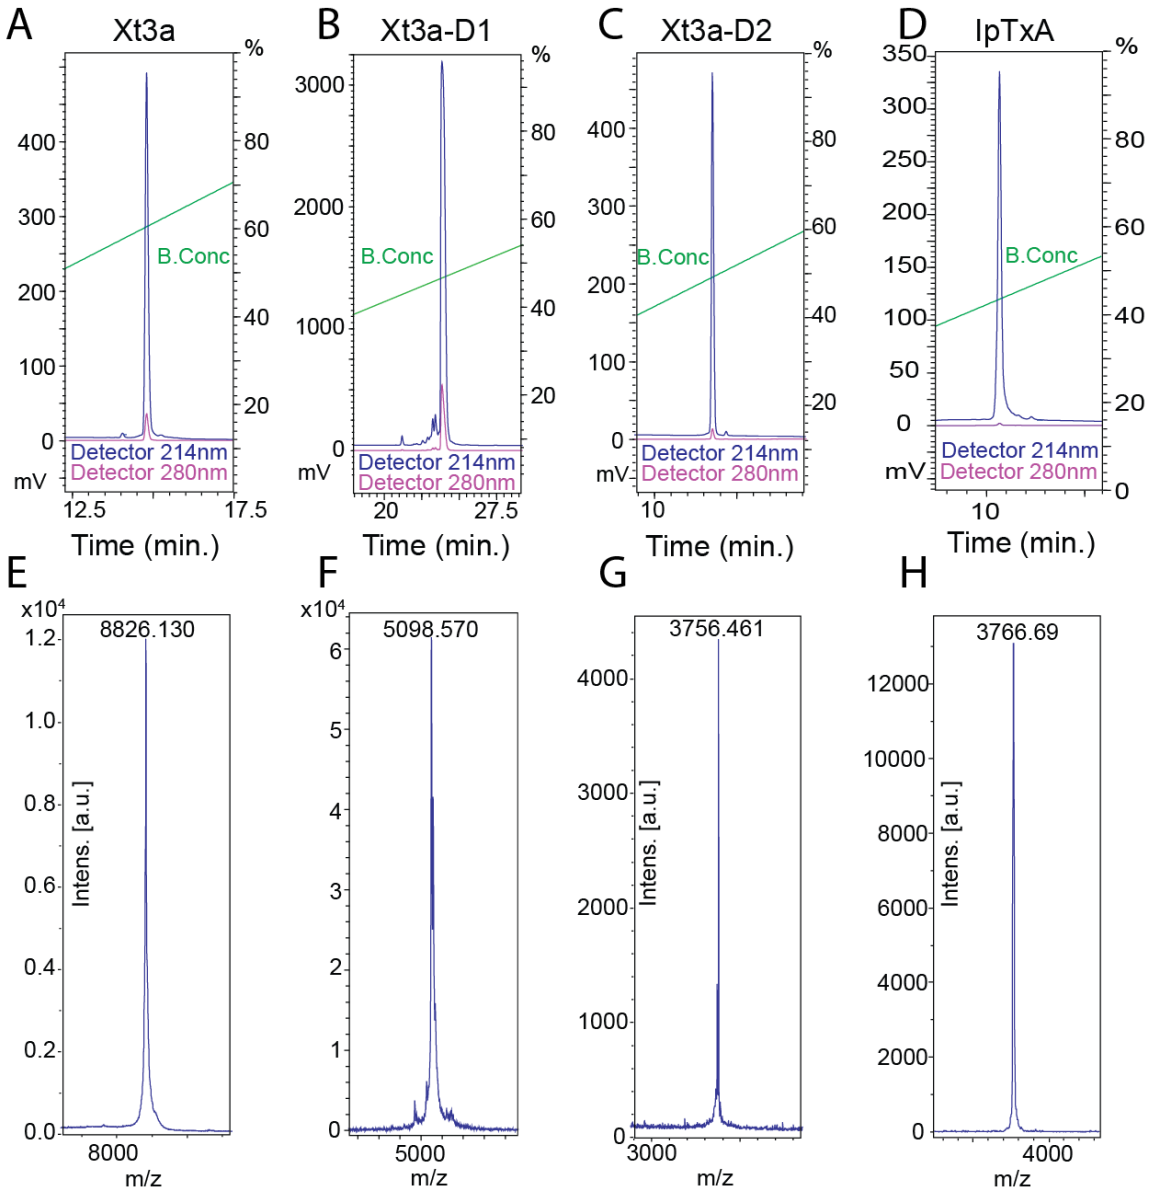 A Xt3a
B Xt3a-D1
C Xt3a-D2
D IpTxA
%
400
300
200
100
0
mV
80
60
40
20
B.Conc
Detector 214nm
Detector 280nm
12.5
17.5
Time (min.)
%
3000
2000
1000
0
mV
80
60
40
20
B.Conc
Detector 214nm
Detector 280nm
20
27.5
Time (min.)
%
400
300
200
100
0
mV
80
60
40
20
B.Conc
Detector 214nm
Detector 280nm
10
Time (min.)
%
350
300
250
200
150
100
50
0
mV
80
60
40
20
0
B.Conc
Detector 214nm
Detector 280nm
10
Time (min.)
E
x104
8826.130
1.2
1.0
0.8
0.6
0.4
0.2
0.0
Intens. [a.u.]
8000
m/z
F
x104
5098.570
6
5
4
3
2
1
0
5000
m/z
G
3756.461
4000
3000
2000
1000
0
Intens. [a.u.]
3000
m/z
H
3766.69
12000
10000
8000
6000
4000
2000
0
Intens. [a.u.]
4000
m/z